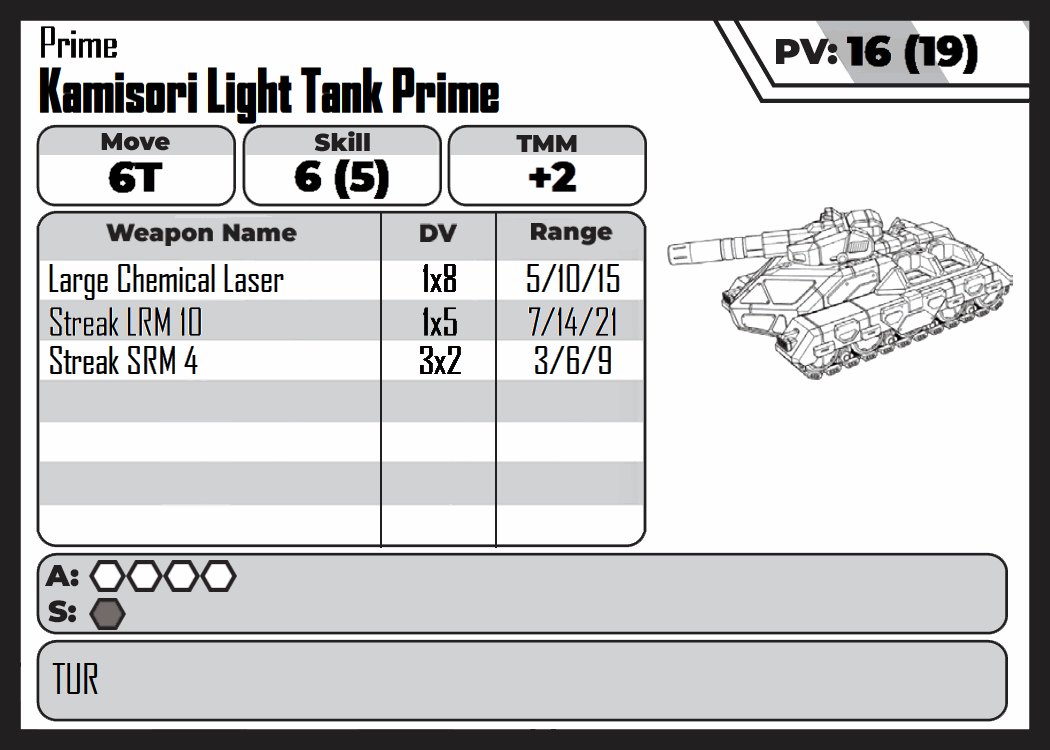 Prime
PV: 16 (19)
Kamisori Light Tank Prime
Move Skill TMM
6T 6 (5) +2
Weapon Name DV Range
Large Chemical Laser 1x8 5/10/15
Streak LRM 10 1x5 7/14/21
Streak SRM 4 3x2 3/6/9
A:
S:
TUR